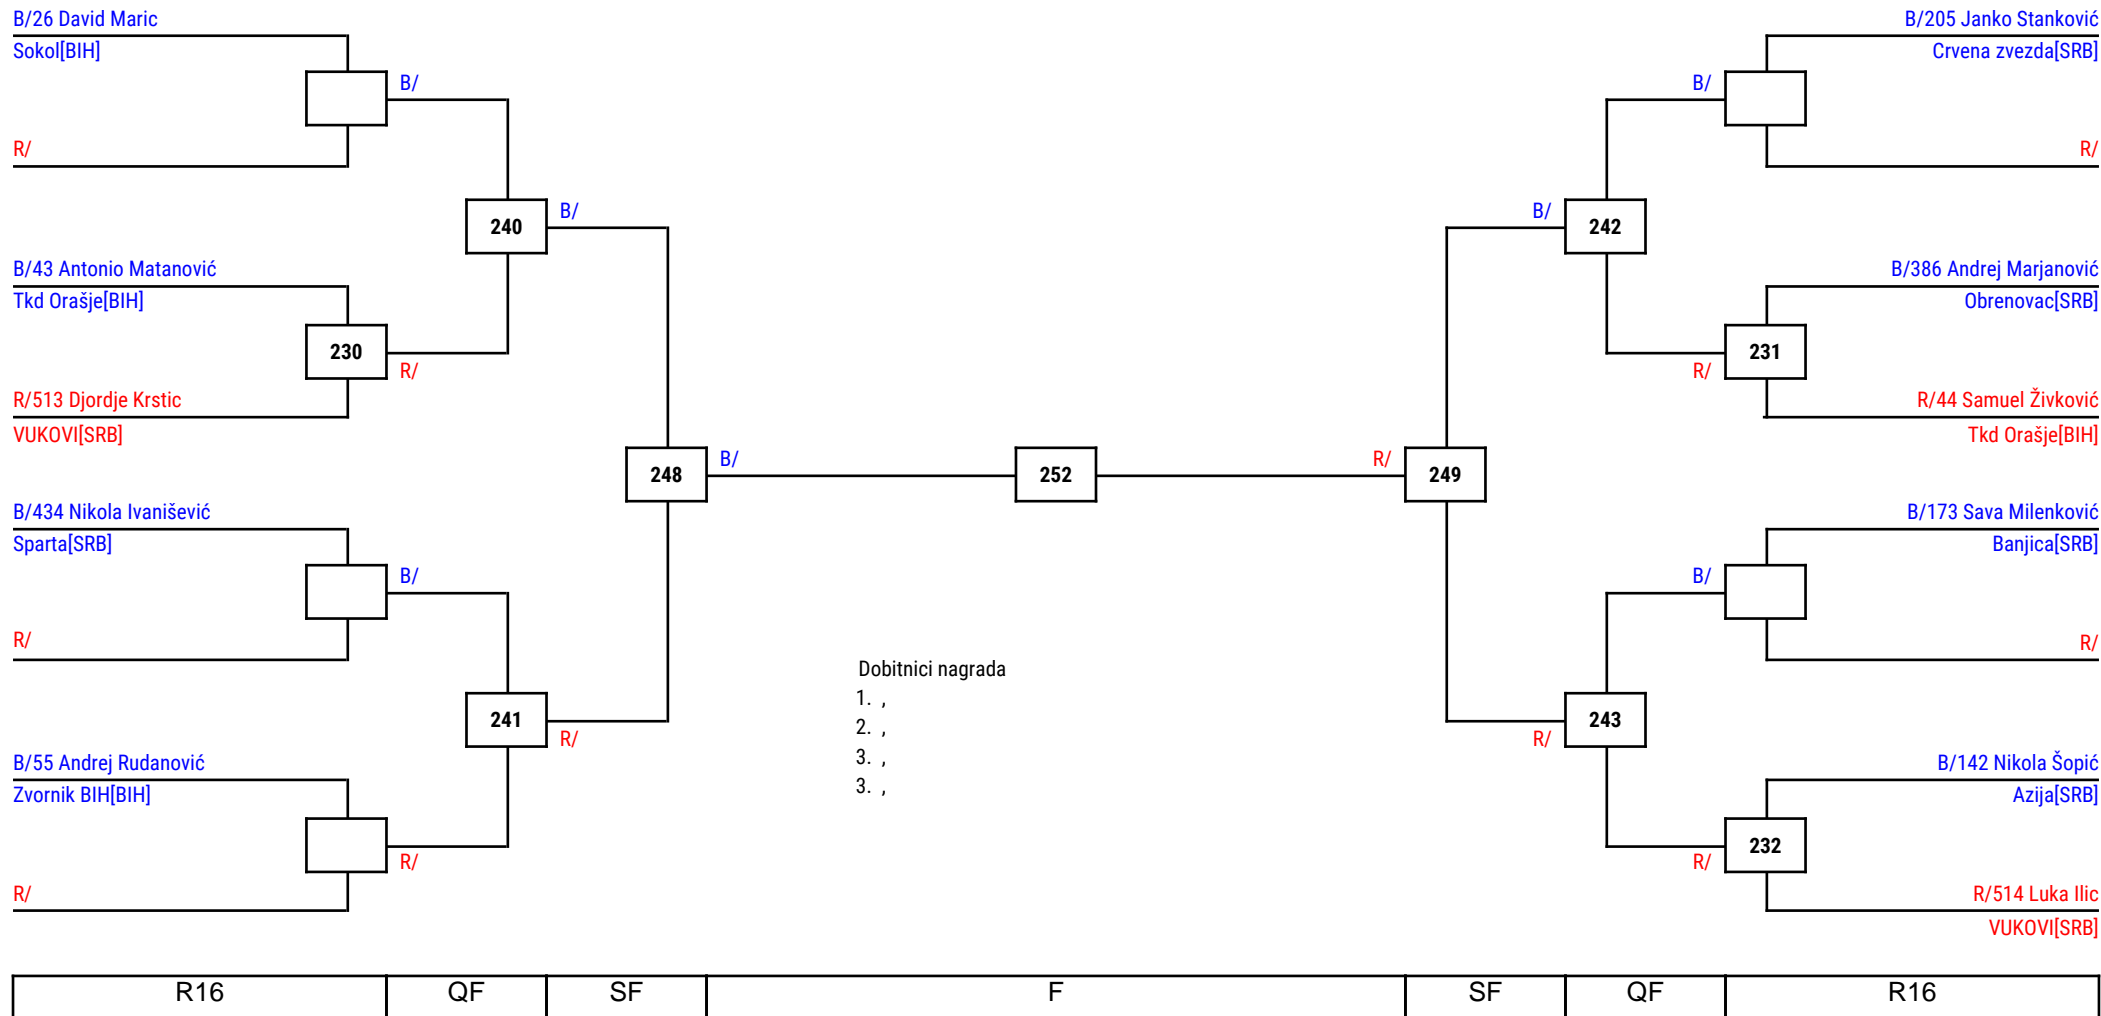 B/26 David Maric
Sokol[BIH]
B/
R/
240
B/
B/43 Antonio Matanović
Tkd Orašje[BIH]
230
R/
R/513 Djordje Krstic
VUKOVI[SRB]
248
B/
B/434 Nikola Ivanišević
Sparta[SRB]
B/
R/
241
R/
B/55 Andrej Rudanović
Zvornik BIH[BIH]
R/
R/
252
Dobitnici nagrada
1. ,
2. ,
3. ,
3. ,
B/205 Janko Stanković
Crvena zvezda[SRB]
B/
R/
B/
242
B/386 Andrej Marjanović
Obrenovac[SRB]
231
R/
R/44 Samuel Živković
Tkd Orašje[BIH]
R/
249
B/173 Sava Milenković
Banjica[SRB]
B/
R/
243
R/
B/142 Nikola Šopić
Azija[SRB]
232
R/
R/514 Luka Ilic
VUKOVI[SRB]
R16 QF SF F SF QF R16